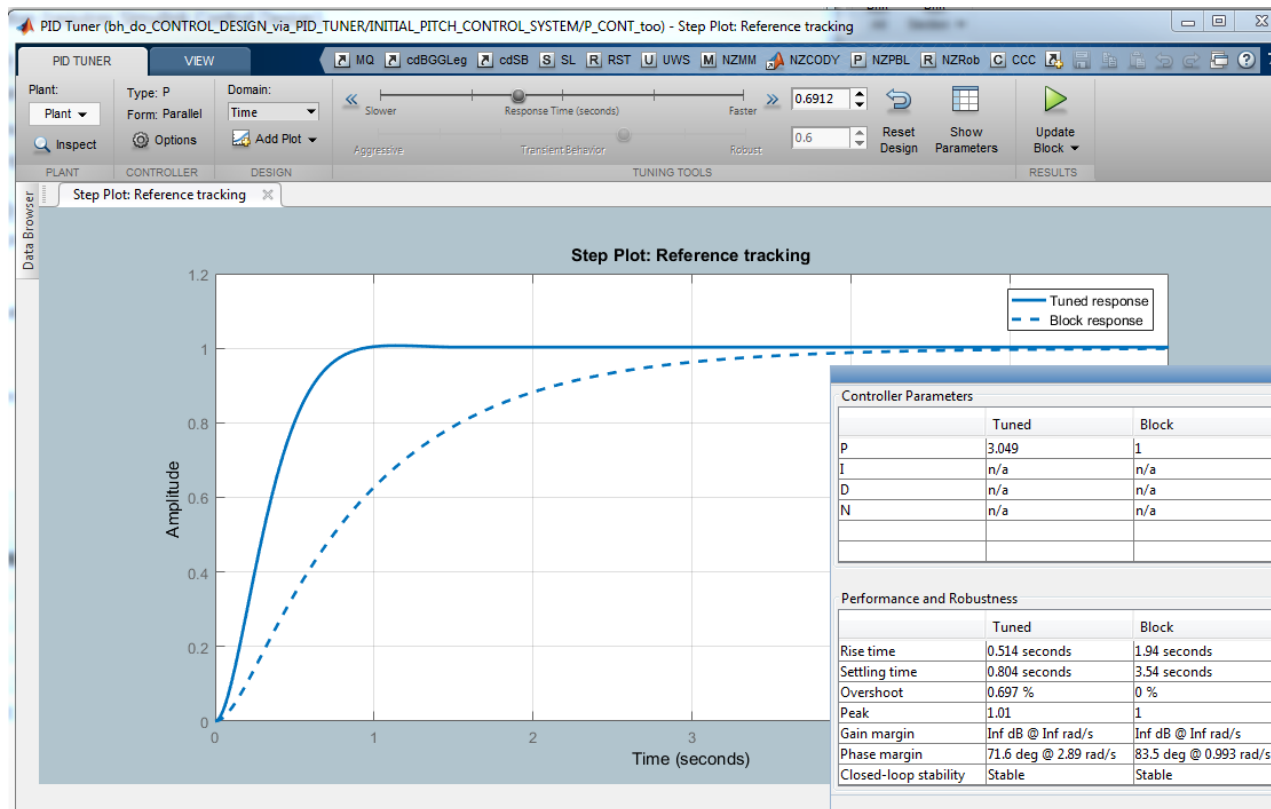 PID Tuner (bh_do_CONTROL_DESIGN_via_PID_TUNER/INITIAL_PITCH_CONTROL_SYSTEM/P_CONT_too) - Step Plot: Reference tracking
PID TUNER VIEW MQ cdBGGLeg cdSB S SL R RST U UWS M NZMM NZCODY P NZPBL R NZRob C CCC ?
Plant:
Plant
Inspect
PLANT
Type: P
Form: Parallel
Options
CONTROLLER
Domain:
Time
Add Plot
DESIGN
Slower Response Time (seconds) Faster 0.6912
Aggressive Transient Behavior Robust 0.6
Reset Design
Show Parameters
TUNING TOOLS
Update Block
RESULTS
Data Browser
Step Plot: Reference tracking
Step Plot: Reference tracking
Tuned response
Block response
Amplitude
1.2
1
0.8
0.6
0.4
0.2
0
0 1 2 3
Time (seconds)
Controller Parameters
Tuned Block
P 3.049 1
I n/a n/a
D n/a n/a
N n/a n/a
Performance and Robustness
Tuned Block
Rise time 0.514 seconds 1.94 seconds
Settling time 0.804 seconds 3.54 seconds
Overshoot 0.697 % 0 %
Peak 1.01 1
Gain margin Inf dB @ Inf rad/s Inf dB @ Inf rad/s
Phase margin 71.6 deg @ 2.89 rad/s 83.5 deg @ 0.993 rad/s
Closed-loop stability Stable Stable